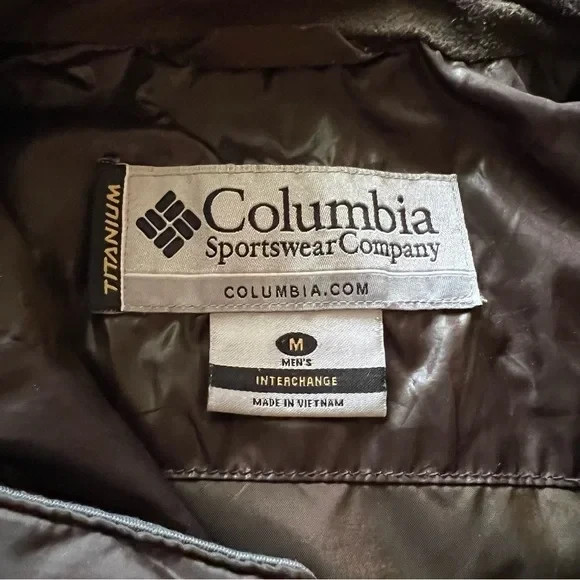 TITANIUM
Columbia
Sportswear Company
COLUMBIA.COM
M
MEN'S
INTERCHANGE
MADE IN VIETNAM